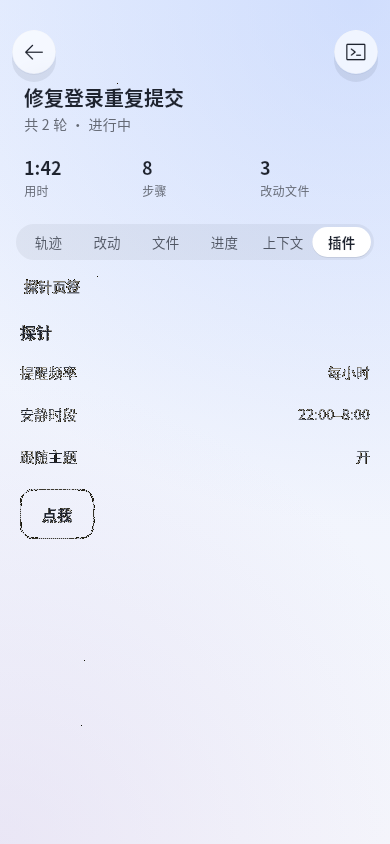 修复登录重复提交
共 2 轮 · 进行中
1:42 8 3
用时 步骤 改动文件
轨迹 改动 文件 进度 上下文 插件
探针页签
探针
提醒频率 每小时
安静时段 22:00–8:00
跟随主题 开
点我